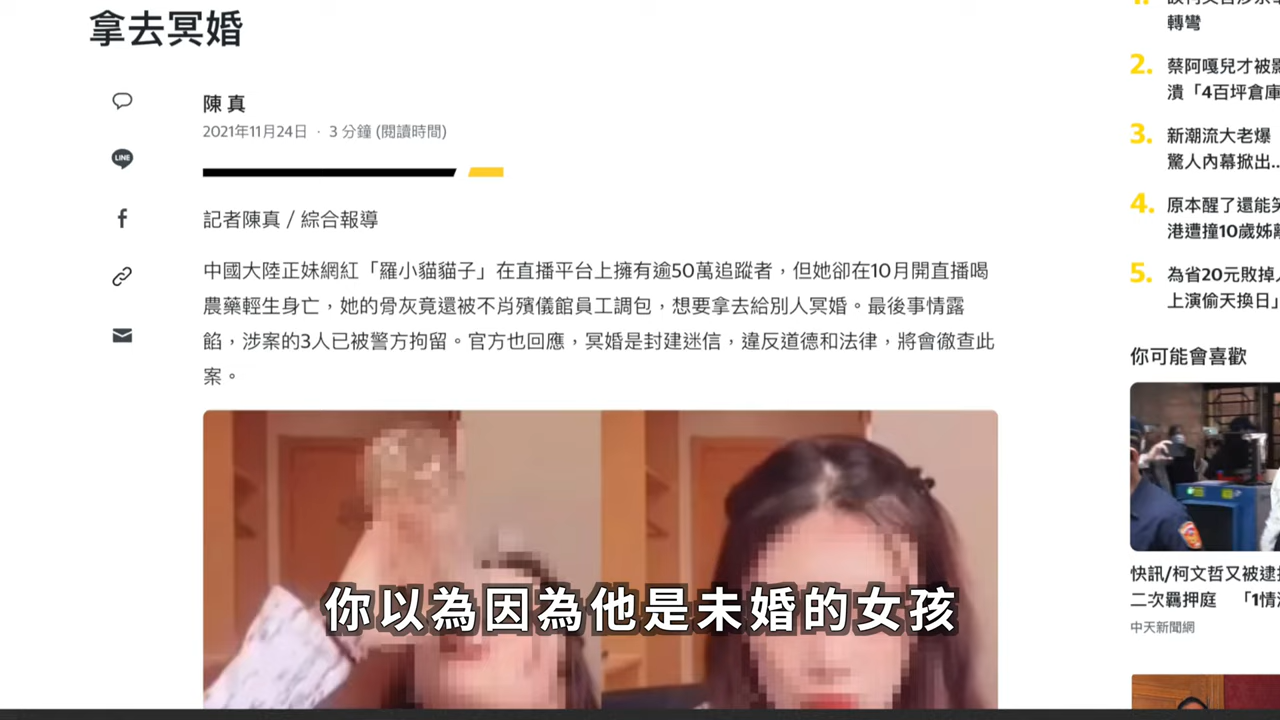 拿去冥婚
陳 真
2021年11月24日 · 3 分鐘 (閱讀時間)
LINE
記者陳真 / 綜合報導
中國大陸正妹網紅「羅小貓貓子」在直播平台上擁有逾50萬追蹤者，但她卻在10月開直播喝
農藥輕生身亡，她的骨灰竟還被不肖殯儀館員工調包，想要拿去給別人冥婚。最後事情露
餡，涉案的3人已被警方拘留。官方也回應，冥婚是封建迷信，違反道德和法律，將會徹查此
案。
你以為因為他是未婚的女孩
轉彎
2. 蔡阿嘎兒才被
潰「4百坪倉庫
3. 新潮流大老爆
驚人內幕掀出...
4. 原本醒了還能笑
港遭撞10歲姊
5. 為省20元敗掉
上演偷天換日」
你可能會喜歡
快訊/柯文哲又被逮
二次羈押庭 「1情
中天新聞網